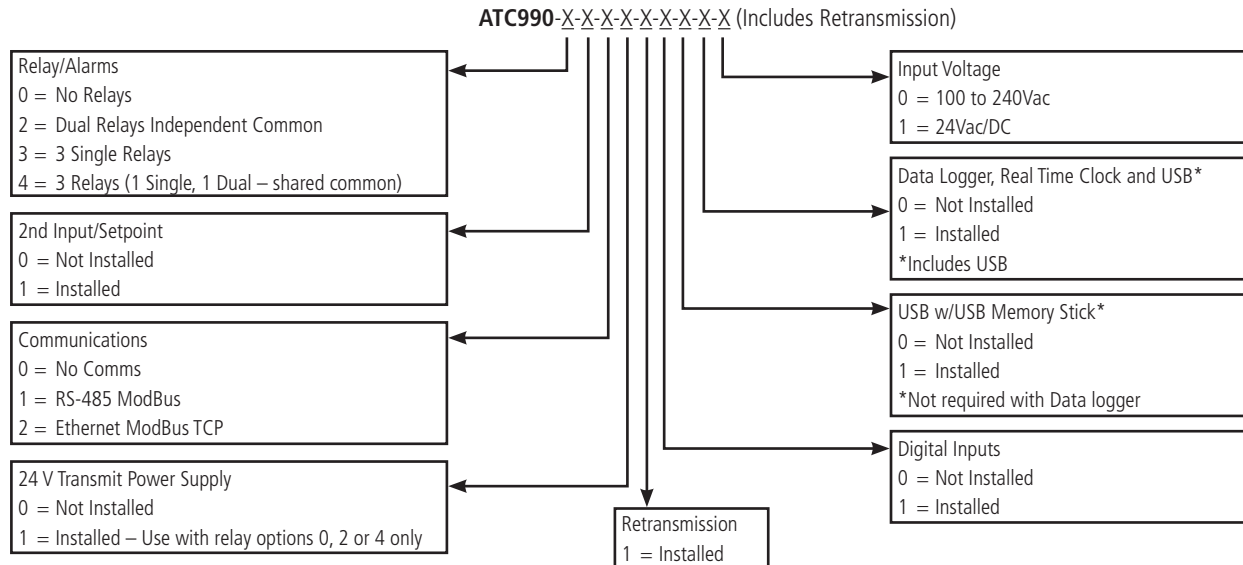 ATC990-X-X-X-X-X-X-X-X-X (Includes Retransmission)
Relay/Alarms
0 = No Relays
2 = Dual Relays Independent Common
3 = 3 Single Relays
4 = 3 Relays (1 Single, 1 Dual – shared common)
2nd Input/Setpoint
0 = Not Installed
1 = Installed
Communications
0 = No Comms
1 = RS-485 ModBus
2 = Ethernet ModBus TCP
24 V Transmit Power Supply
0 = Not Installed
1 = Installed – Use with relay options 0, 2 or 4 only
Retransmission
1 = Installed
Input Voltage
0 = 100 to 240Vac
1 = 24Vac/DC
Data Logger, Real Time Clock and USB*
0 = Not Installed
1 = Installed
*Includes USB
USB w/USB Memory Stick*
0 = Not Installed
1 = Installed
*Not required with Data logger
Digital Inputs
0 = Not Installed
1 = Installed